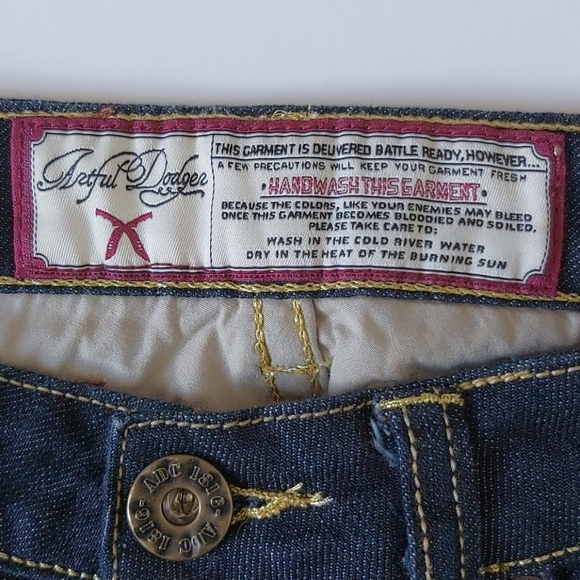 Artful Dodger
THIS GARMENT IS DELIVERED BATTLE READY, HOWEVER...
A FEW PRECAUTIONS WILL KEEP YOUR GARMENT FRESH
• HANDWASH THIS GARMENT •
BECAUSE THE COLORS, LIKE YOUR ENEMIES MAY BLEED
ONCE THIS GARMENT BECOMES BLOODIED AND SOILED.
PLEASE TAKE CARE TO:
WASH IN THE COLD RIVER WATER
DRY IN THE HEAT OF THE BURNING SUN
ADC 1816
ADC 1816